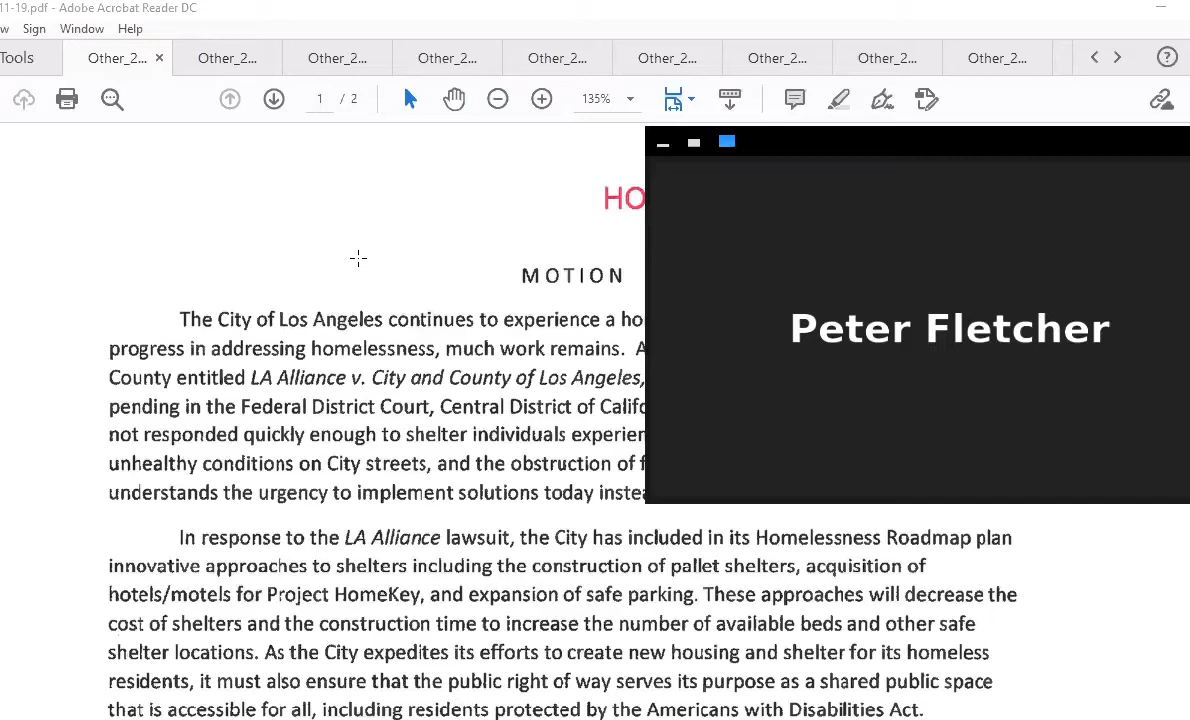 11-19.pdf - Adobe Acrobat Reader DC
w Sign Window Help
Tools Other_2... × Other_2... Other_2... Other_2... Other_2... Other_2... Other_2... Other_2... Other_2... ?
1 / 2 135%
HO
MOTION
Peter Fletcher
The City of Los Angeles continues to experience a ho
progress in addressing homelessness, much work remains. A
County entitled LA Alliance v. City and County of Los Angeles,
pending in the Federal District Court, Central District of Califo
not responded quickly enough to shelter individuals experien
unhealthy conditions on City streets, and the obstruction of f
understands the urgency to implement solutions today instea
In response to the LA Alliance lawsuit, the City has included in its Homelessness Roadmap plan
innovative approaches to shelters including the construction of pallet shelters, acquisition of
hotels/motels for Project HomeKey, and expansion of safe parking. These approaches will decrease the
cost of shelters and the construction time to increase the number of available beds and other safe
shelter locations. As the City expedites its efforts to create new housing and shelter for its homeless
residents, it must also ensure that the public right of way serves its purpose as a shared public space
that is accessible for all, including residents protected by the Americans with Disabilities Act.